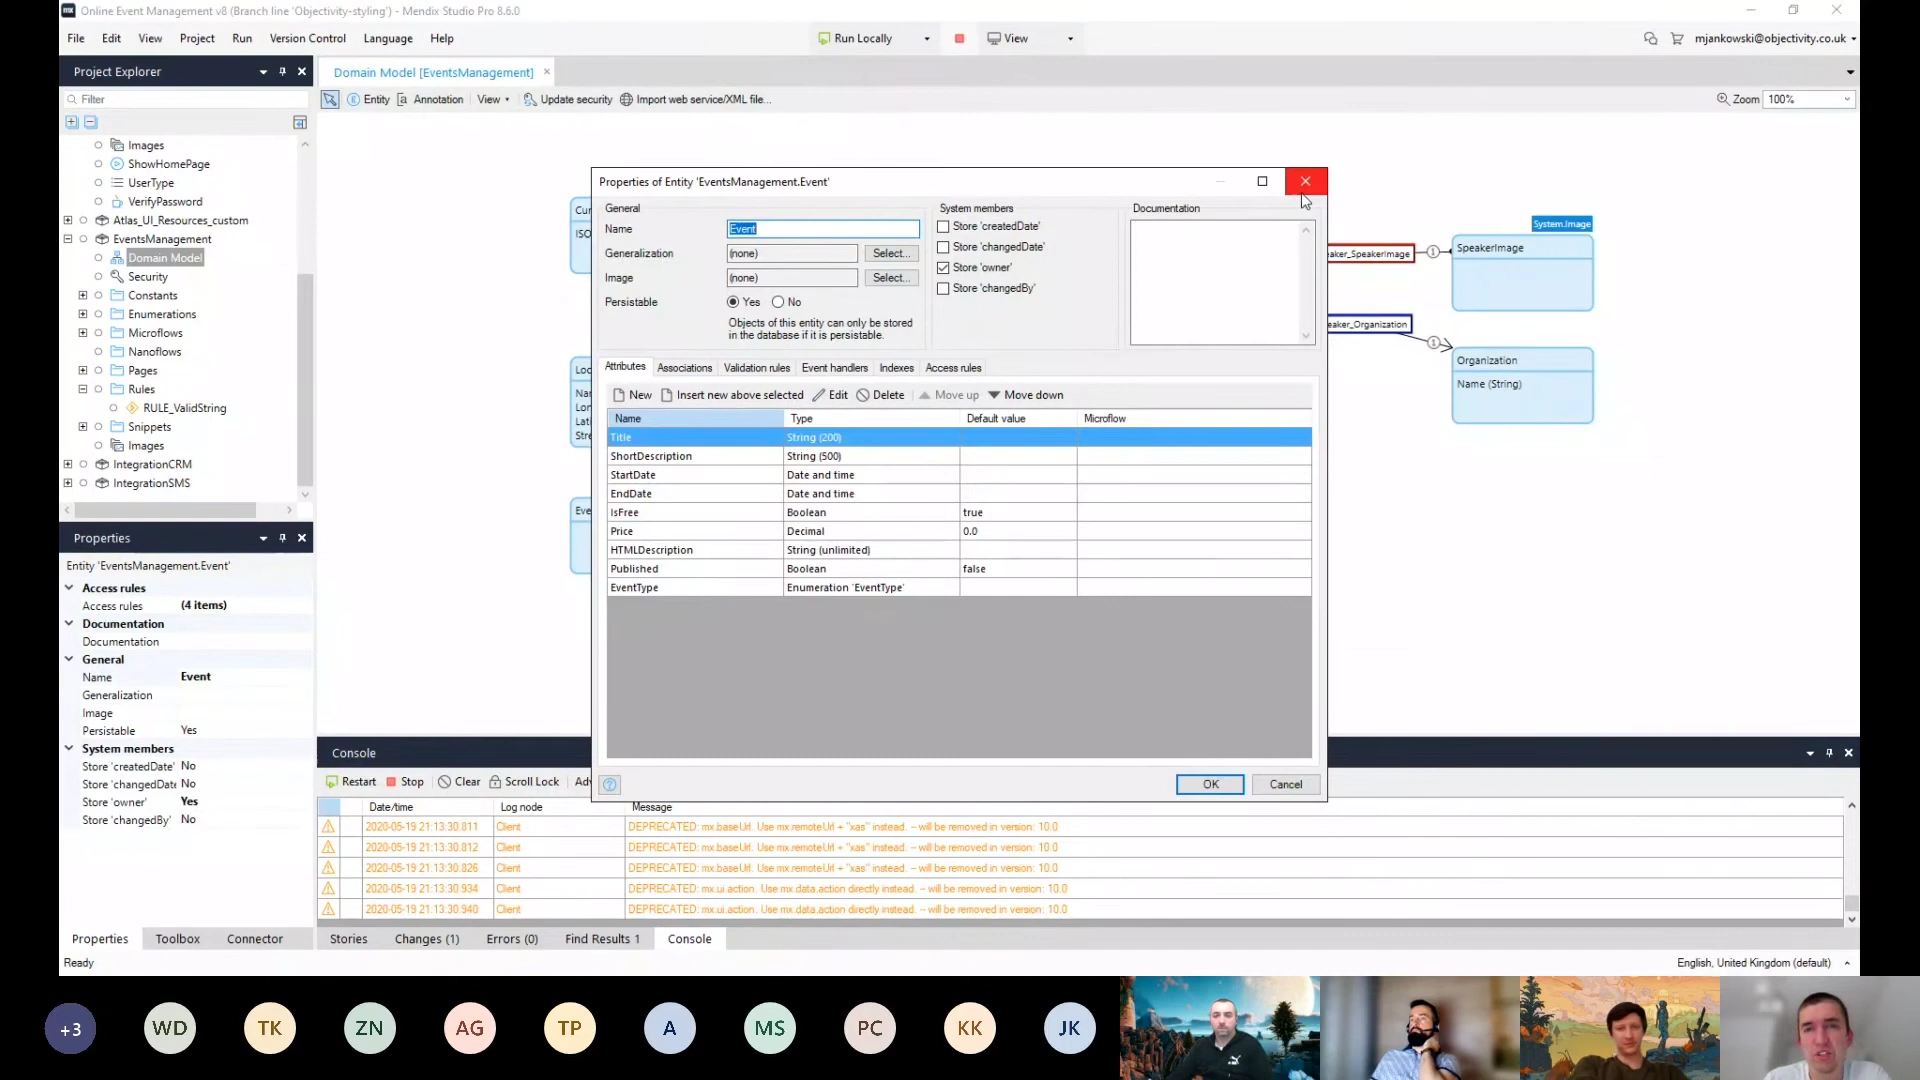 Online Event Management v8 (Branch line 'Objectivity-styling') - Mendix Studio Pro 8.6.0
File Edit View Project Run Version Control Language Help
Run Locally View
mjankowski@objectivity.co.uk
Project Explorer
Domain Model [EventsManagement]
Filter
Entity Annotation View Update security Import web service/XML file...
Zoom 100%
Images
ShowHomePage
UserType
VerifyPassword
Atlas_UI_Resources_custom
EventsManagement
Domain Model
Security
Constants
Enumerations
Microflows
Nanoflows
Pages
Rules
RULE_ValidString
Snippets
Images
IntegrationCRM
IntegrationSMS
Properties
Entity 'EventsManagement.Event'
Access rules
Access rules (4 items)
Documentation
Documentation
General
Name Event
Generalization
Image
Persistable Yes
System members
Store 'createdDate' No
Store 'changedDate No
Store 'owner' Yes
Store 'changedBy' No
Properties Toolbox Connector
Ready
Properties of Entity 'EventsManagement.Event'
General
Name Event
Generalization (none) Select...
Image (none) Select...
Persistable Yes No
Objects of this entity can only be stored
in the database if it is persistable.
System members
Store 'createdDate'
Store 'changedDate'
Store 'owner'
Store 'changedBy'
Documentation
Attributes Associations Validation rules Event handlers Indexes Access rules
New Insert new above selected Edit Delete Move up Move down
Name Type Default value Microflow
Title String (200)
ShortDescription String (500)
StartDate Date and time
EndDate Date and time
IsFree Boolean true
Price Decimal 0.0
HTMLDescription String (unlimited)
Published Boolean false
EventType Enumeration 'EventType'
OK Cancel
System.Image
SpeakerImage
eaker_SpeakerImage
1
eaker_Organization
1
Organization
Name (String)
Cur
ISO
Loc
Nar
Lon
Lati
Stre
Eve
Console
Restart Stop Clear Scroll Lock Adv
Date/time Log node Message
2020-05-19 21:13:30.811 Client DEPRECATED: mx.baseUrl. Use mx.remoteUrl + "xas" instead. -- will be removed in version: 10.0
2020-05-19 21:13:30.812 Client DEPRECATED: mx.baseUrl. Use mx.remoteUrl + "xas" instead. -- will be removed in version: 10.0
2020-05-19 21:13:30.826 Client DEPRECATED: mx.baseUrl. Use mx.remoteUrl + "xas" instead. -- will be removed in version: 10.0
2020-05-19 21:13:30.934 Client DEPRECATED: mx.ui.action. Use mx.data.action directly instead. -- will be removed in version: 10.0
2020-05-19 21:13:30.940 Client DEPRECATED: mx.ui.action. Use mx.data.action directly instead. -- will be removed in version: 10.0
Stories Changes (1) Errors (0) Find Results 1 Console
English, United Kingdom (default)
+3 WD TK ZN AG TP A MS PC KK JK